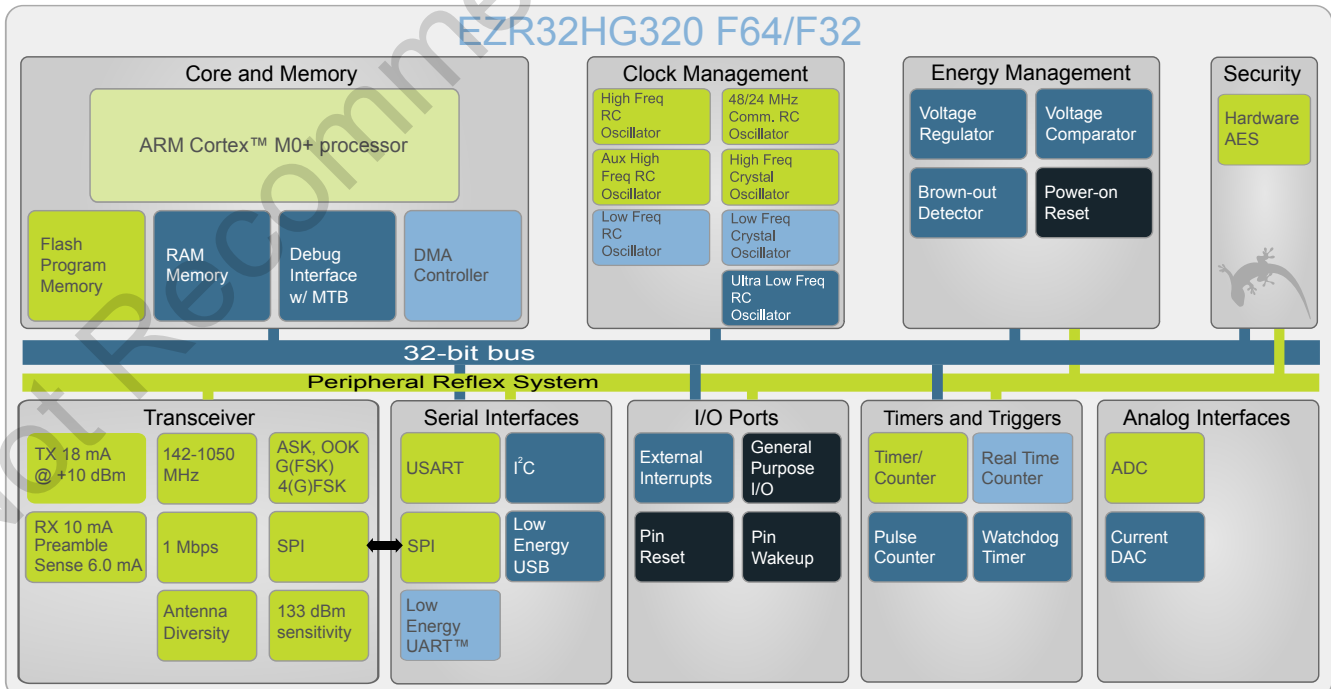 EZR32HG320 F64/F32
Core and Memory
ARM Cortex™ M0+ processor
Flash
Program
Memory
RAM
Memory
Debug
Interface
w/ MTB
DMA
Controller
Clock Management
High Freq
RC
Oscillator
48/24 MHz
Comm. RC
Oscillator
Aux High
Freq RC
Oscillator
High Freq
Crystal
Oscillator
Low Freq
RC
Oscillator
Low Freq
Crystal
Oscillator
Ultra Low Freq
RC
Oscillator
Energy Management
Voltage
Regulator
Voltage
Comparator
Brown-out
Detector
Power-on
Reset
Security
Hardware
AES
32-bit bus
Peripheral Reflex System
Transceiver
TX 18 mA
@ +10 dBm
142-1050
MHz
ASK, OOK
G(FSK)
4(G)FSK
RX 10 mA
Preamble
Sense 6.0 mA
1 Mbps
SPI
Antenna
Diversity
133 dBm
sensitivity
Serial Interfaces
USART
I²C
SPI
Low
Energy
USB
Low
Energy
UART™
I/O Ports
External
Interrupts
General
Purpose
I/O
Pin
Reset
Pin
Wakeup
Timers and Triggers
Timer/
Counter
Real Time
Counter
Pulse
Counter
Watchdog
Timer
Analog Interfaces
ADC
Current
DAC
Not Recomme